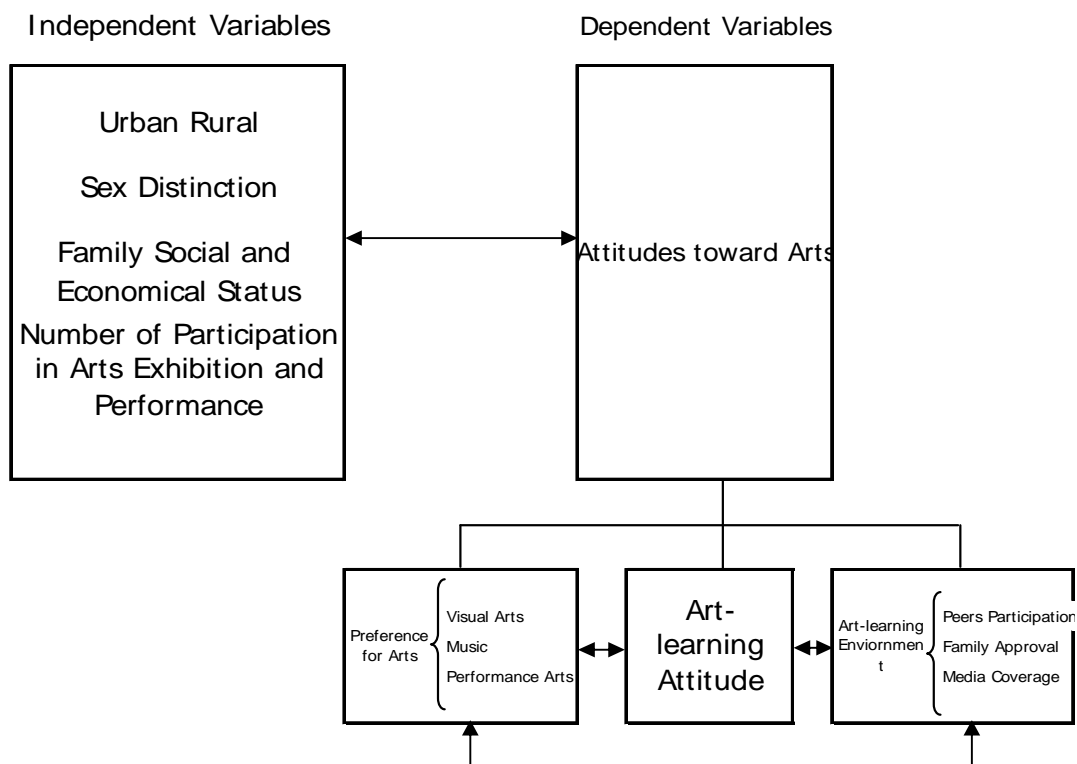 Independent Variables
Dependent Variables
Urban Rural
Sex Distinction
Family Social and
Economical Status
Number of Participation
in Arts Exhibition and
Performance
Attitudes toward Arts
Preference
for Arts
Visual Arts
Music
Performance Arts
Art-
learning
Attitude
Art-learning
Enviornmen
t
Peers Participation
Family Approval
Media Coverage